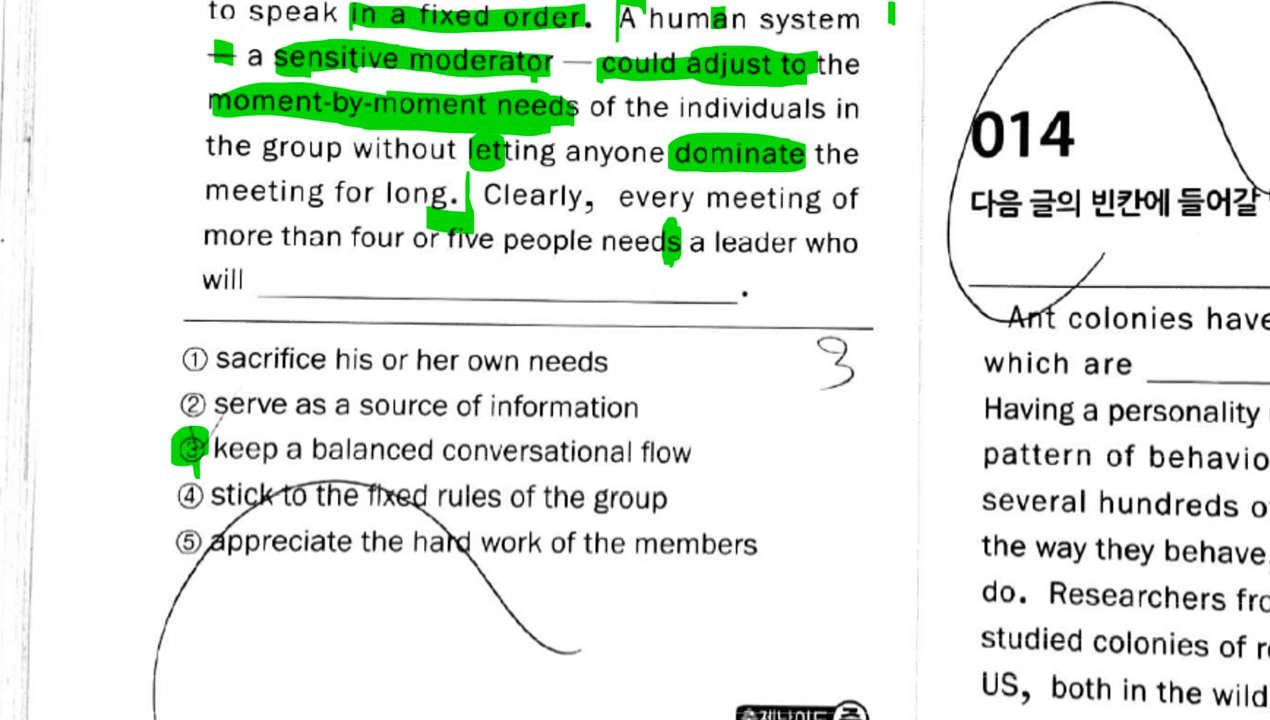 to speak in a fixed order. A human system
— a sensitive moderator — could adjust to the
moment-by-moment needs of the individuals in
the group without letting anyone dominate the
meeting for long. Clearly, every meeting of
more than four or five people needs a leader who
will ____________.
① sacrifice his or her own needs
② serve as a source of information
③ keep a balanced conversational flow
④ stick to the fixed rules of the group
⑤ appreciate the hard work of the members
3
014
다음 글의 빈칸에 들어갈
Ant colonies have
which are ____
Having a personality
pattern of behavio
several hundreds o
the way they behave,
do. Researchers fro
studied colonies of r
US, both in the wild